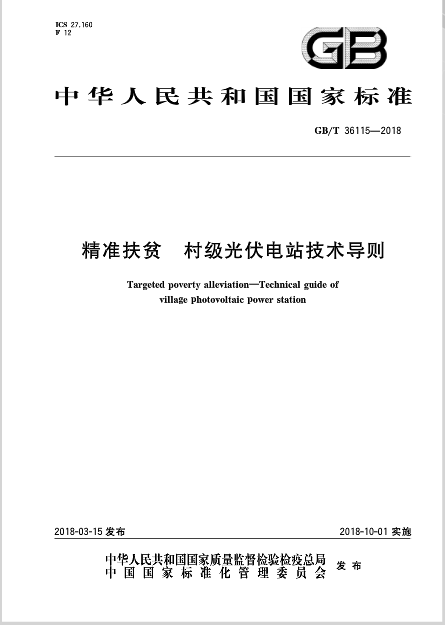 ICS 27.160
F 12
GB
中华人民共和国国家标准
GB/T 36115—2018
精准扶贫 村级光伏电站技术导则
Targeted poverty alleviation—Technical guide of
village photovoltaic power station
2018-03-15 发布
2018-10-01 实施
中华人民共和国国家质量监督检验检疫总局
中国国家标准化管理委员会
发布